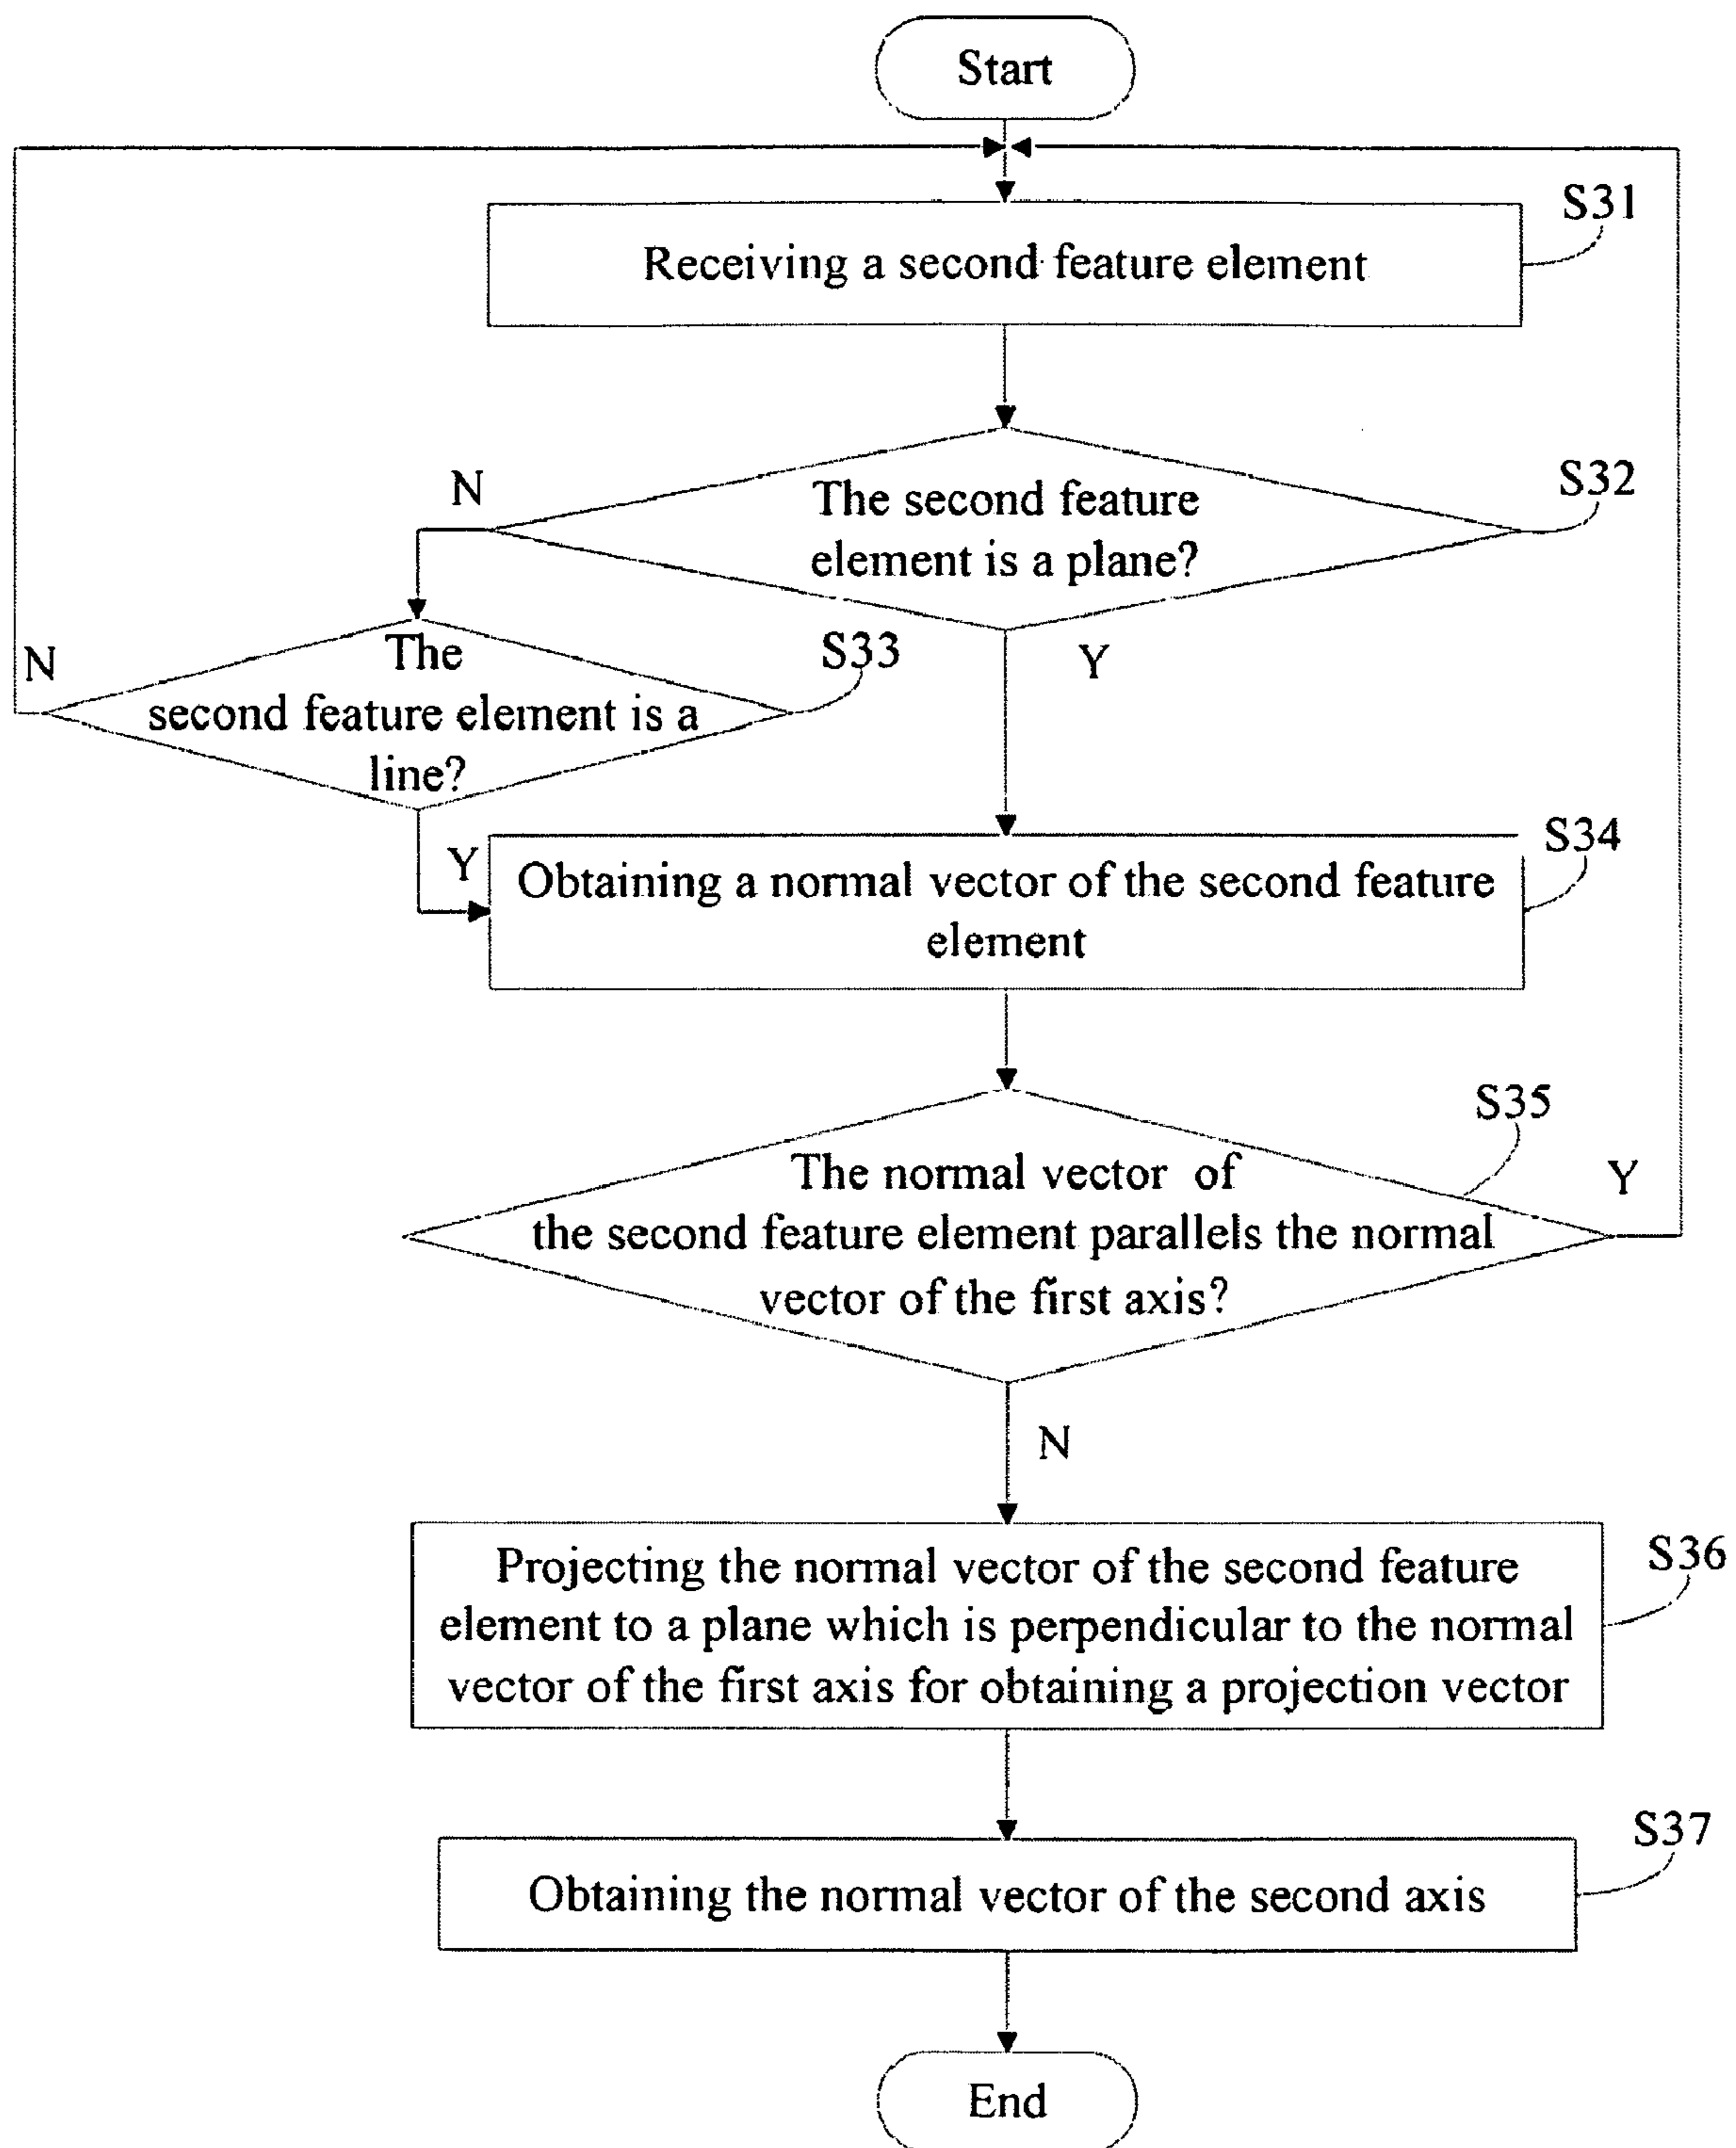 Start
S31
Receiving a second feature element
N
S32
The second feature
element is a plane?
N
S33
Y
The
second feature element is a
line?
S34
Y
Obtaining a normal vector of the second feature
element
S35
Y
The normal vector of
the second feature element parallels the normal
vector of the first axis?
N
S36
Projecting the normal vector of the second feature
element to a plane which is perpendicular to the normal
vector of the first axis for obtaining a projection vector
S37
Obtaining the normal vector of the second axis
End